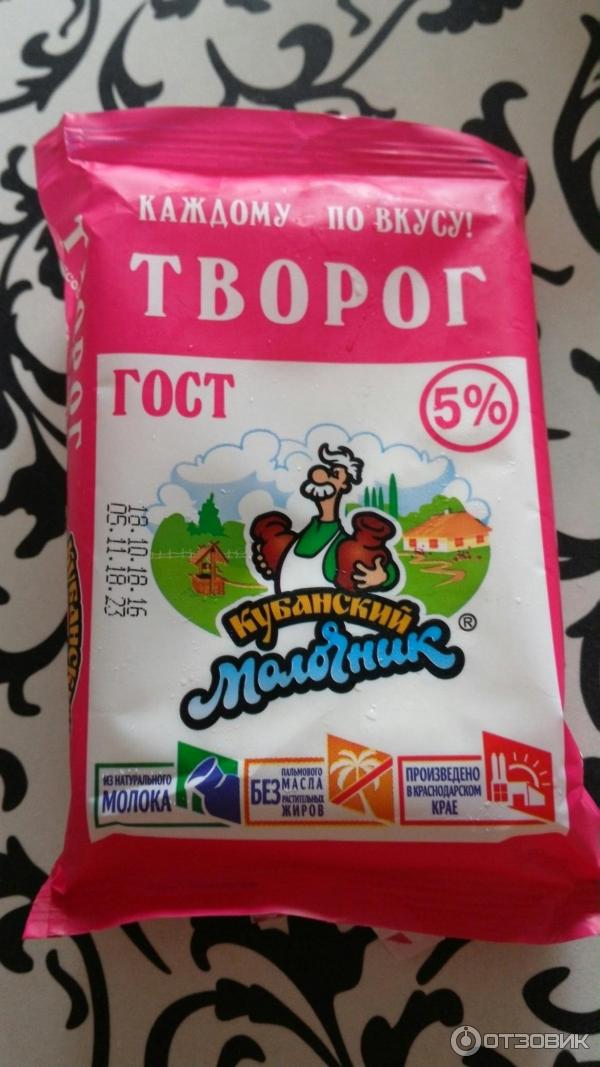 КАЖДОМУ ПО ВКУСУ!
ТВОРОГ
ГОСТ
5%
18.10.18.16
05.11.18.23
КУБАНСКИЙ
МОЛОЧНИК ®
ИЗ НАТУРАЛЬНОГО
МОЛОКА
БЕЗ
ПАЛЬМОВОГО
МАСЛА
РАСТИТЕЛЬНЫХ
ЖИРОВ
ПРОИЗВЕДЕНО
В КРАСНОДАРСКОМ
КРАЕ
ТВОРОГ
ОТЗОВИК